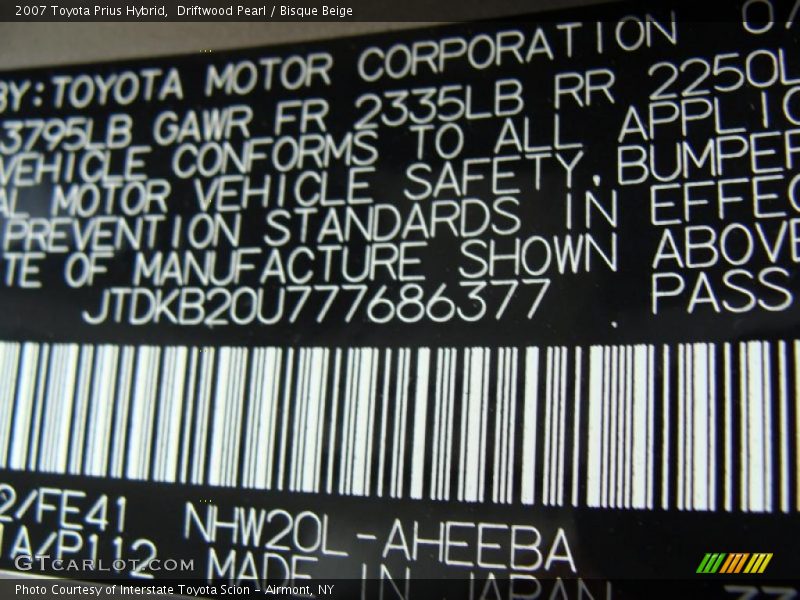 2007 Toyota Prius Hybrid, Driftwood Pearl / Bisque Beige
BY: TOYOTA MOTOR CORPORATION
3795LB GAWR FR 2335LB RR 2250L
VEHICLE CONFORMS TO ALL APPLIC
AL MOTOR VEHICLE SAFETY, BUMPER
PREVENTION STANDARDS IN EFFEC
TE OF MANUFACTURE SHOWN ABOVE
JTDKB20U777686377 PASS
2/FE41 NHW20L-AHEEBA
1A/P112 MADE IN JAPAN
GTcarlot.com
Photo Courtesy of Interstate Toyota Scion - Airmont, NY